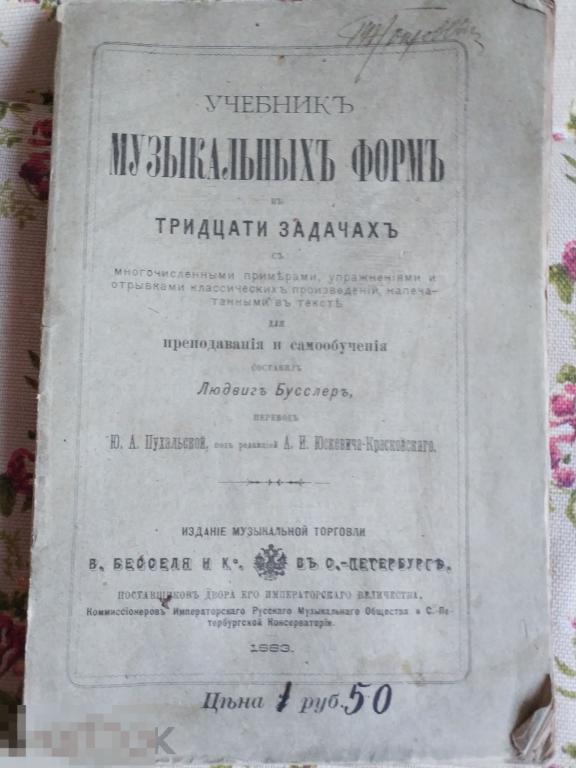 УЧЕБНИКЪ
МУЗЫКАЛЬНЫХЪ ФОРМЪ
въ
ТРИДЦАТИ ЗАДАЧАХЪ
съ
многочисленными примѣрами, упражненіями и
отрывками классическихъ произведеній, напеча-
танными въ текстѣ
для
преподаванія и самообученія
составилъ
Людвигъ Бусслеръ,
переводъ
Ю. А. Пухальской, подъ редакціей А. И. Юскевича-Красковскаго.
ИЗДАНІЕ МУЗЫКАЛЬНОЙ ТОРГОВЛИ
В. БЕССЕЛЯ И Кº. ВЪ С.-ПЕТЕРБУРГѢ,
ПОСТАВЩИКОВЪ ДВОРА ЕГО ИМПЕРАТОРСКАГО ВЕЛИЧЕСТВА,
Коммиссіонеровъ Императорскаго Русскаго Музыкальнаго Общества и С.-Пе-
тербургской Консерваторіи.
1883.
Цѣна 1 руб. 50